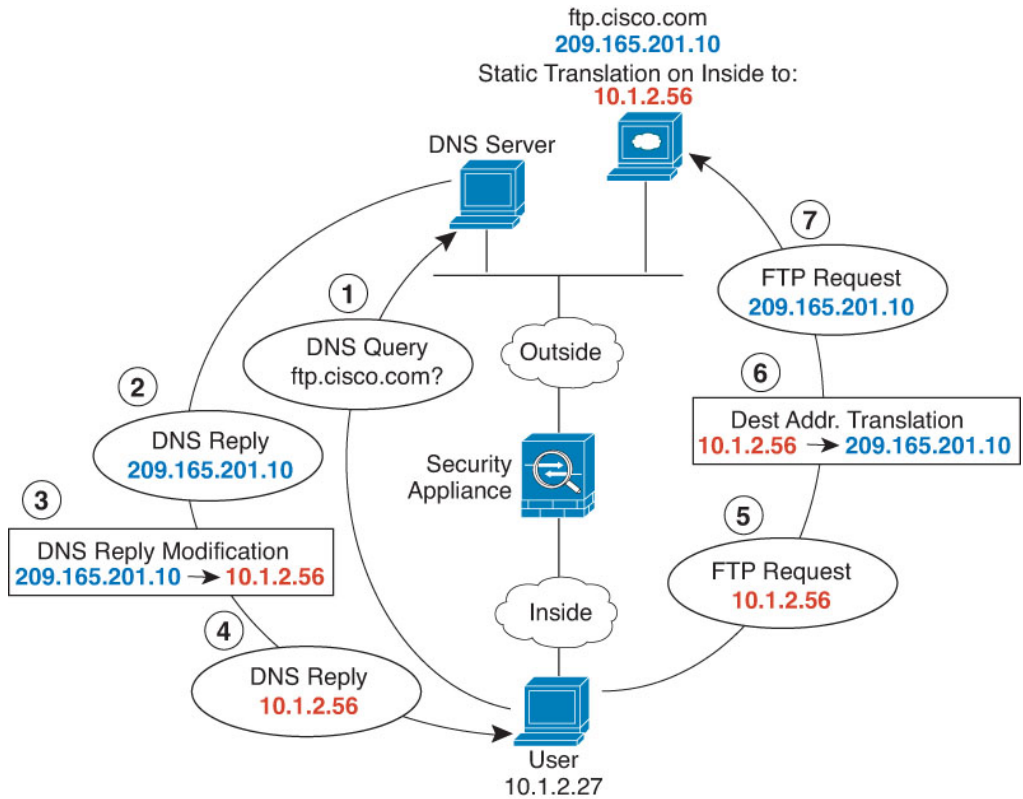 ftp.cisco.com
209.165.201.10
Static Translation on Inside to:
10.1.2.56
DNS Server
7
FTP Request
209.165.201.10
1
DNS Query
ftp.cisco.com?
Outside
2
DNS Reply
209.165.201.10
6
Dest Addr. Translation
10.1.2.56 → 209.165.201.10
Security
Appliance
3
DNS Reply Modification
209.165.201.10 → 10.1.2.56
5
FTP Request
10.1.2.56
Inside
4
DNS Reply
10.1.2.56
User
10.1.2.27